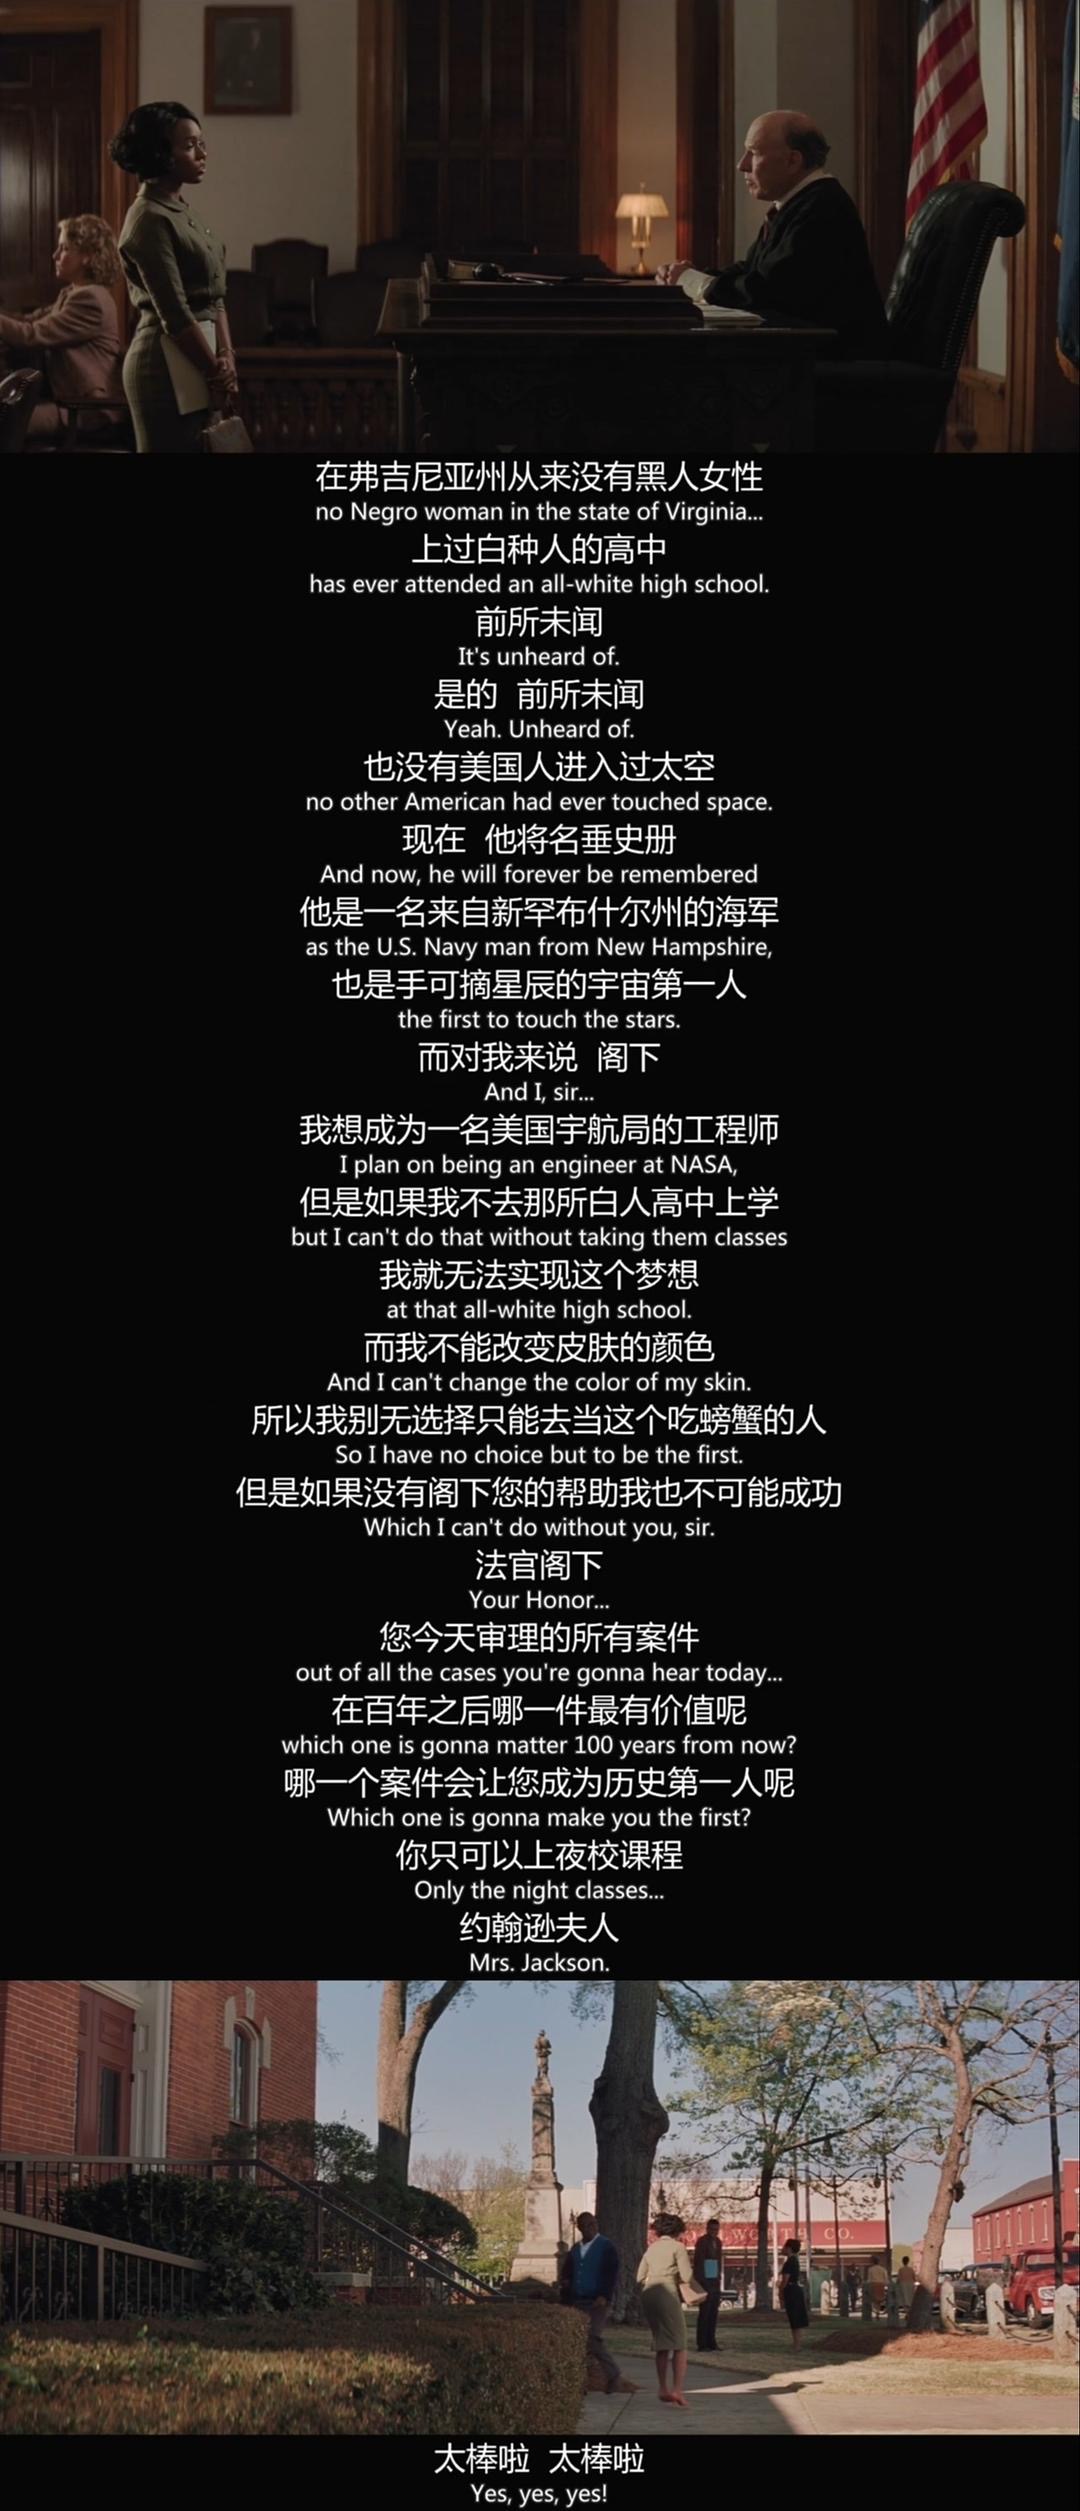 在弗吉尼亚州从来没有黑人女性
no Negro woman in the state of Virginia...
上过白种人的高中
has ever attended an all-white high school.
前所未闻
It's unheard of.
是的 前所未闻
Yeah. Unheard of.
也没有美国人进入过太空
no other American had ever touched space.
现在 他将名垂史册
And now, he will forever be remembered
他是一名来自新罕布什尔州的海军
as the U.S. Navy man from New Hampshire,
也是手可摘星辰的宇宙第一人
the first to touch the stars.
而对我来说 阁下
And I, sir...
我想成为一名美国宇航局的工程师
I plan on being an engineer at NASA,
但是如果我不去那所白人高中上学
but I can't do that without taking them classes
我就无法实现这个梦想
at that all-white high school.
而我不能改变皮肤的颜色
And I can't change the color of my skin.
所以我别无选择只能去当这个吃螃蟹的人
So I have no choice but to be the first.
但是如果没有阁下您的帮助我也不可能成功
Which I can't do without you, sir.
法官阁下
Your Honor...
您今天审理的所有案件
out of all the cases you're gonna hear today...
在百年之后哪一件最有价值呢
which one is gonna matter 100 years from now?
哪一个案件会让您成为历史第一人呢
Which one is gonna make you the first?
你只可以上夜校课程
Only the night classes...
约翰逊夫人
Mrs. Jackson.
CO.
太棒啦 太棒啦
Yes, yes, yes!